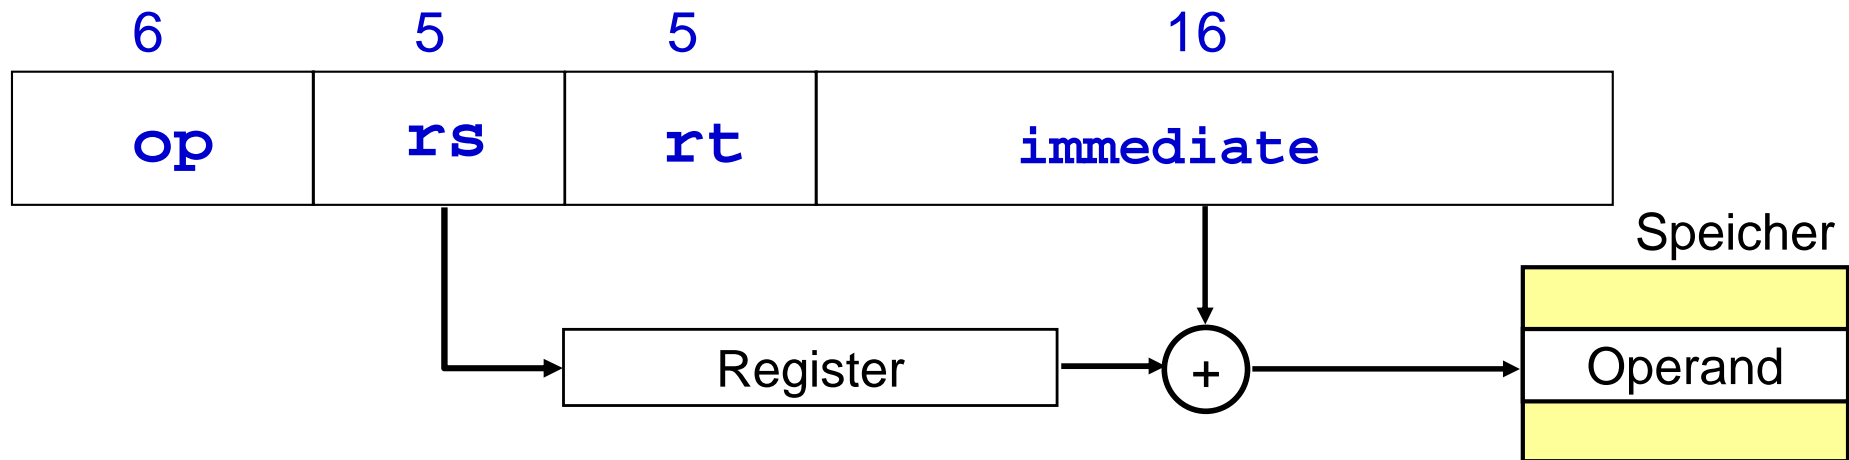 6 5 5 16
op rs rt immediate
Speicher
Register + Operand